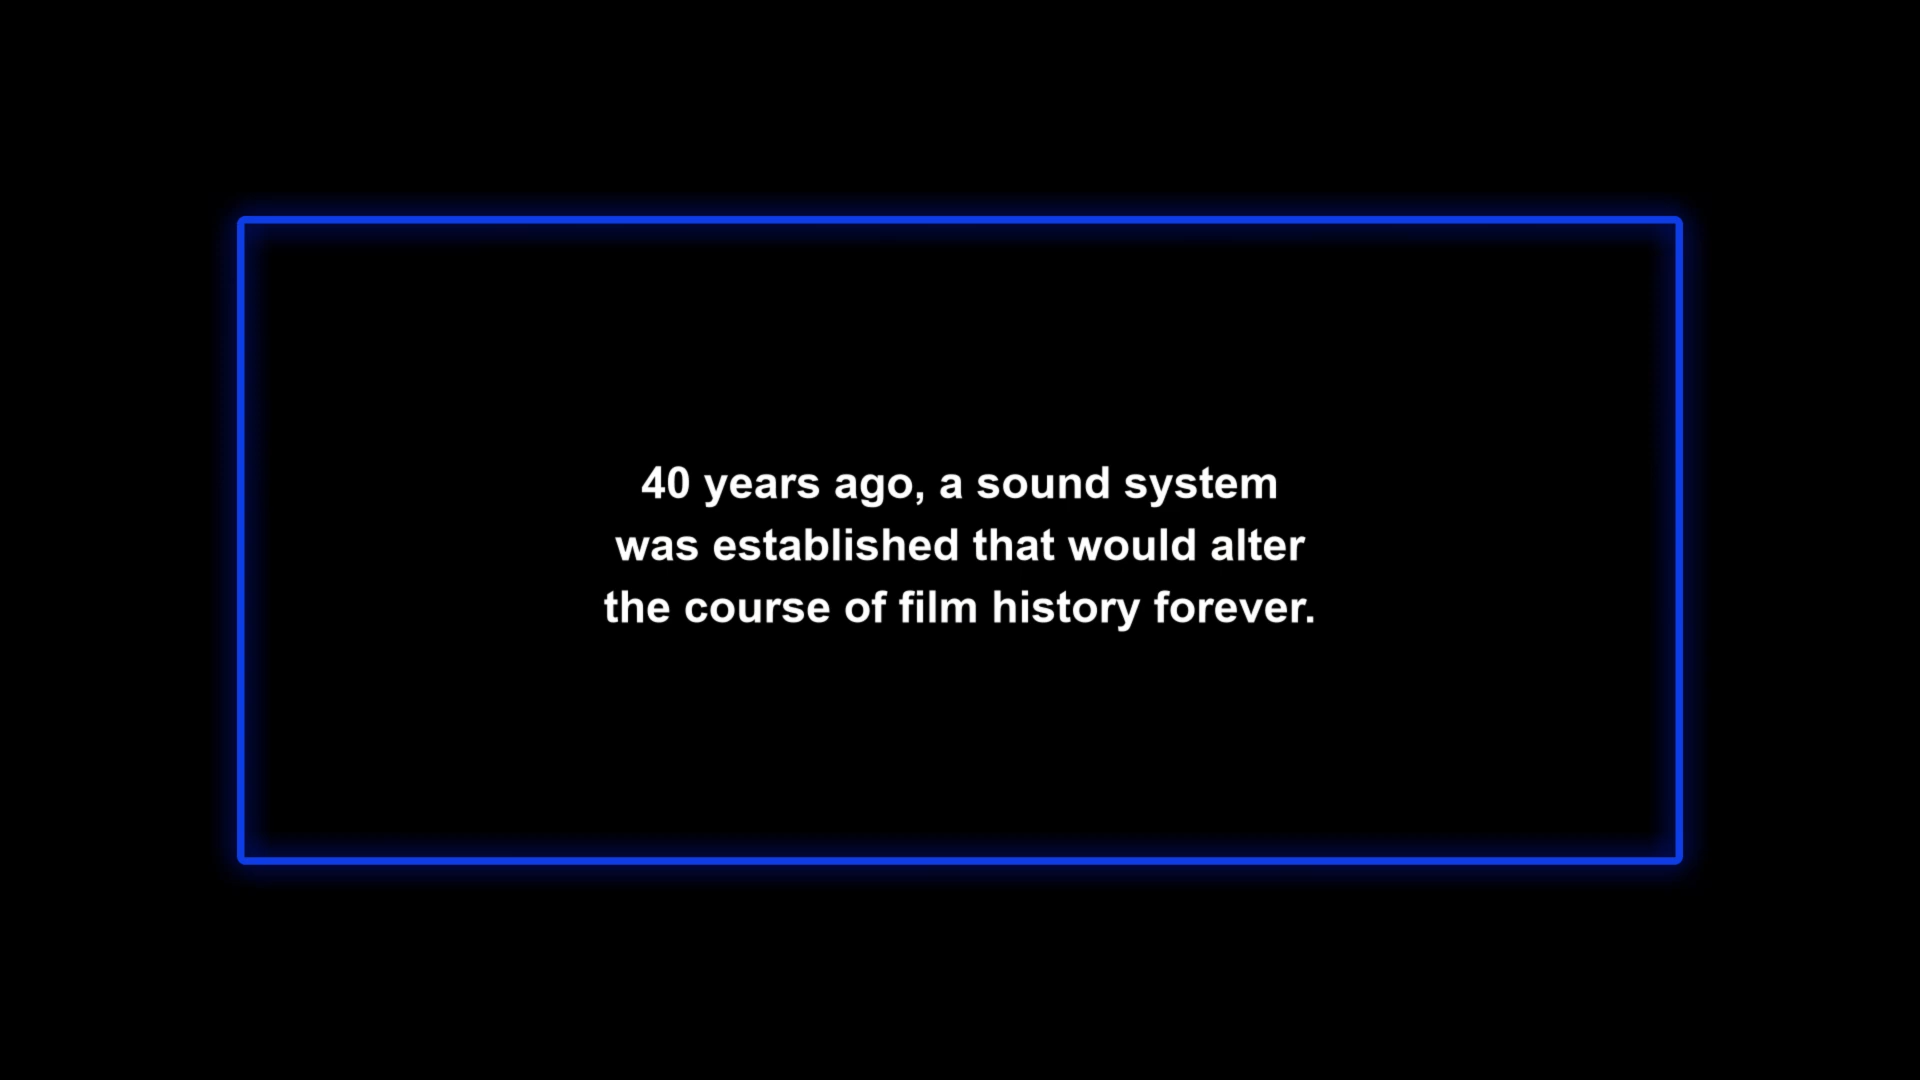 40 years ago, a sound system
was established that would alter
the course of film history forever.